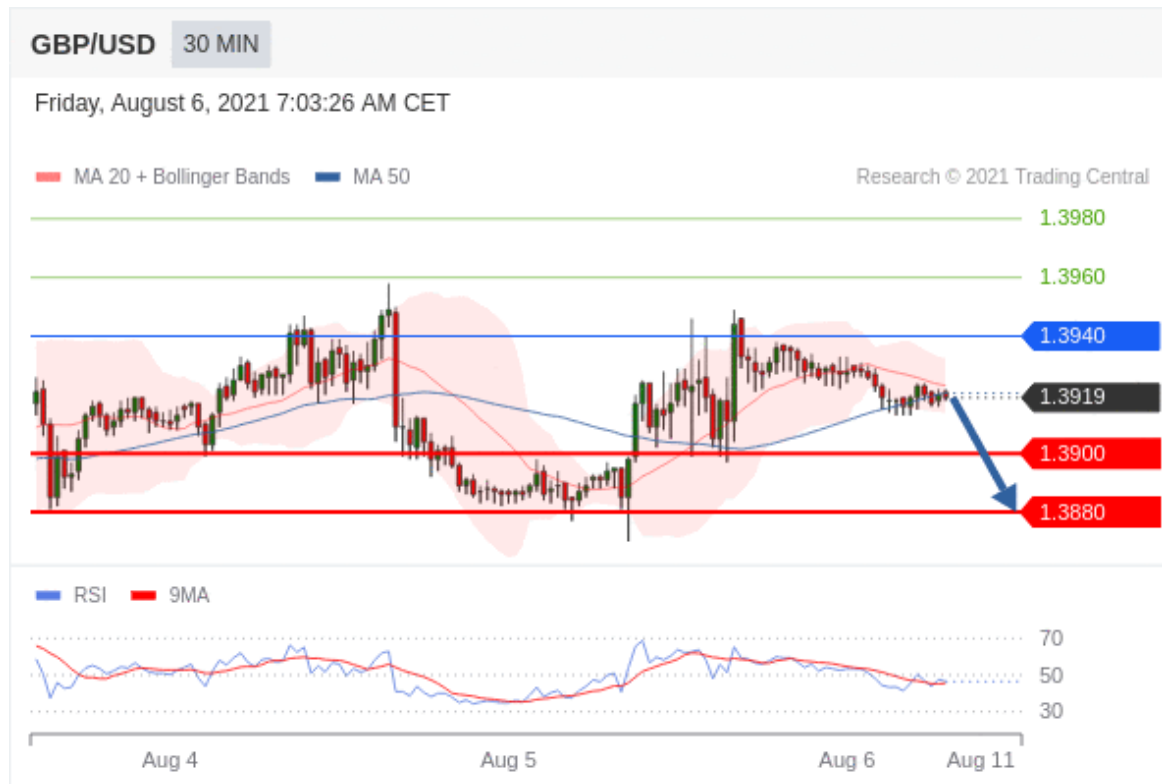 GBP/USD 30 MIN
Friday, August 6, 2021 7:03:26 AM CET
MA 20 + Bollinger Bands MA 50 Research © 2021 Trading Central
1.3980
1.3960
1.3940
1.3919
1.3900
1.3880
RSI 9MA
70
50
30
Aug 4 Aug 5 Aug 6 Aug 11